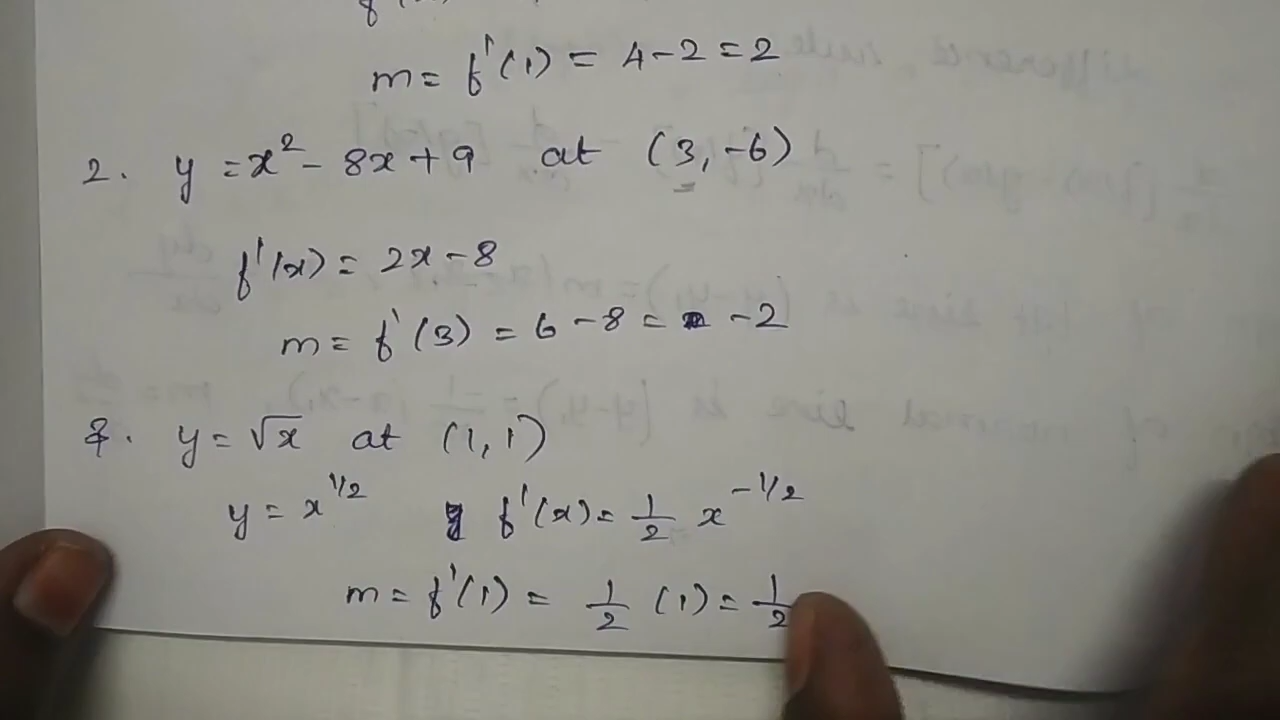 m = f'(1) = 4-2 = 2
2. y = x² - 8x + 9 at (3, -6)
f'(x) = 2x - 8
m = f'(3) = 6 - 8 = -2
y = √x at (1, 1)
y = x^1/2 f'(x) = 1/2 x^-1/2
m = f'(1) = 1/2 (1) = 1/2